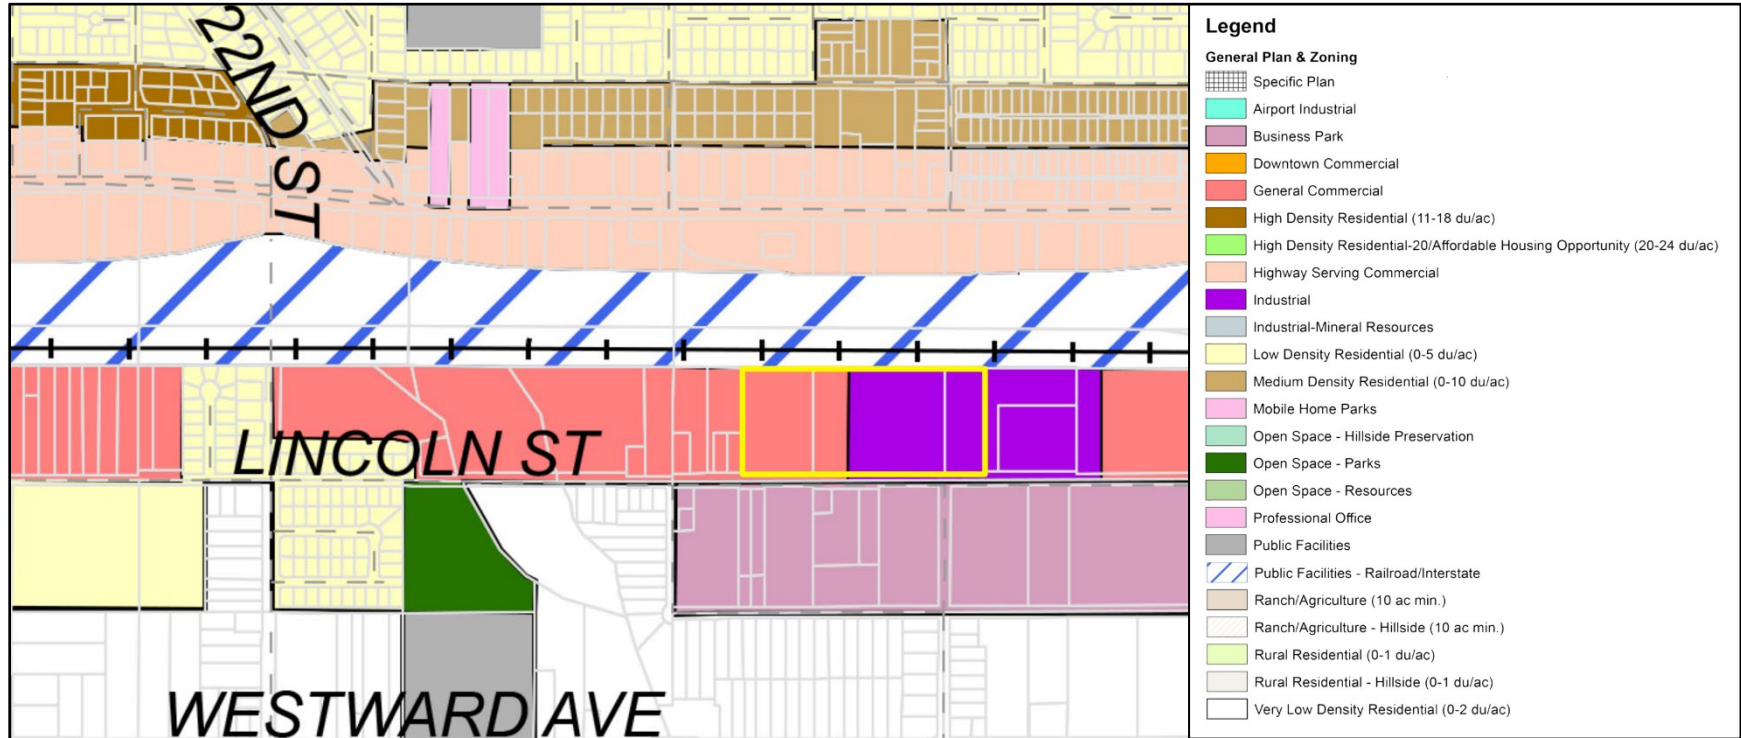 22ND ST
LINCOLN ST
WESTWARD AVE
Legend
General Plan & Zoning
Specific Plan
Airport Industrial
Business Park
Downtown Commercial
General Commercial
High Density Residential (11-18 du/ac)
High Density Residential-20/Affordable Housing Opportunity (20-24 du/ac)
Highway Serving Commercial
Industrial
Industrial-Mineral Resources
Low Density Residential (0-5 du/ac)
Medium Density Residential (0-10 du/ac)
Mobile Home Parks
Open Space - Hillside Preservation
Open Space - Parks
Open Space - Resources
Professional Office
Public Facilities
Public Facilities - Railroad/Interstate
Ranch/Agriculture (10 ac min.)
Ranch/Agriculture - Hillside (10 ac min.)
Rural Residential (0-1 du/ac)
Rural Residential - Hillside (0-1 du/ac)
Very Low Density Residential (0-2 du/ac)